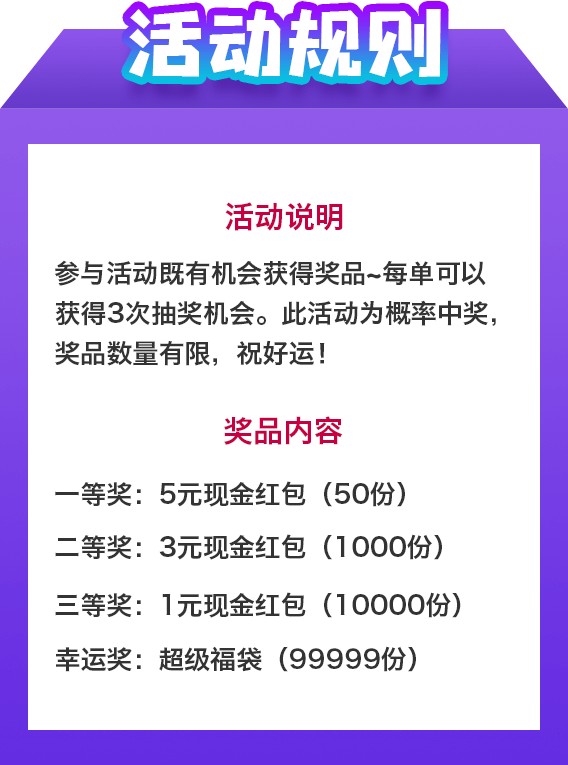 活动规则
活动说明
参与活动既有机会获得奖品~每单可以
获得3次抽奖机会。此活动为概率中奖，
奖品数量有限，祝好运！
奖品内容
一等奖：5元现金红包（50份）
二等奖：3元现金红包（1000份）
三等奖：1元现金红包（10000份）
幸运奖：超级福袋（99999份）